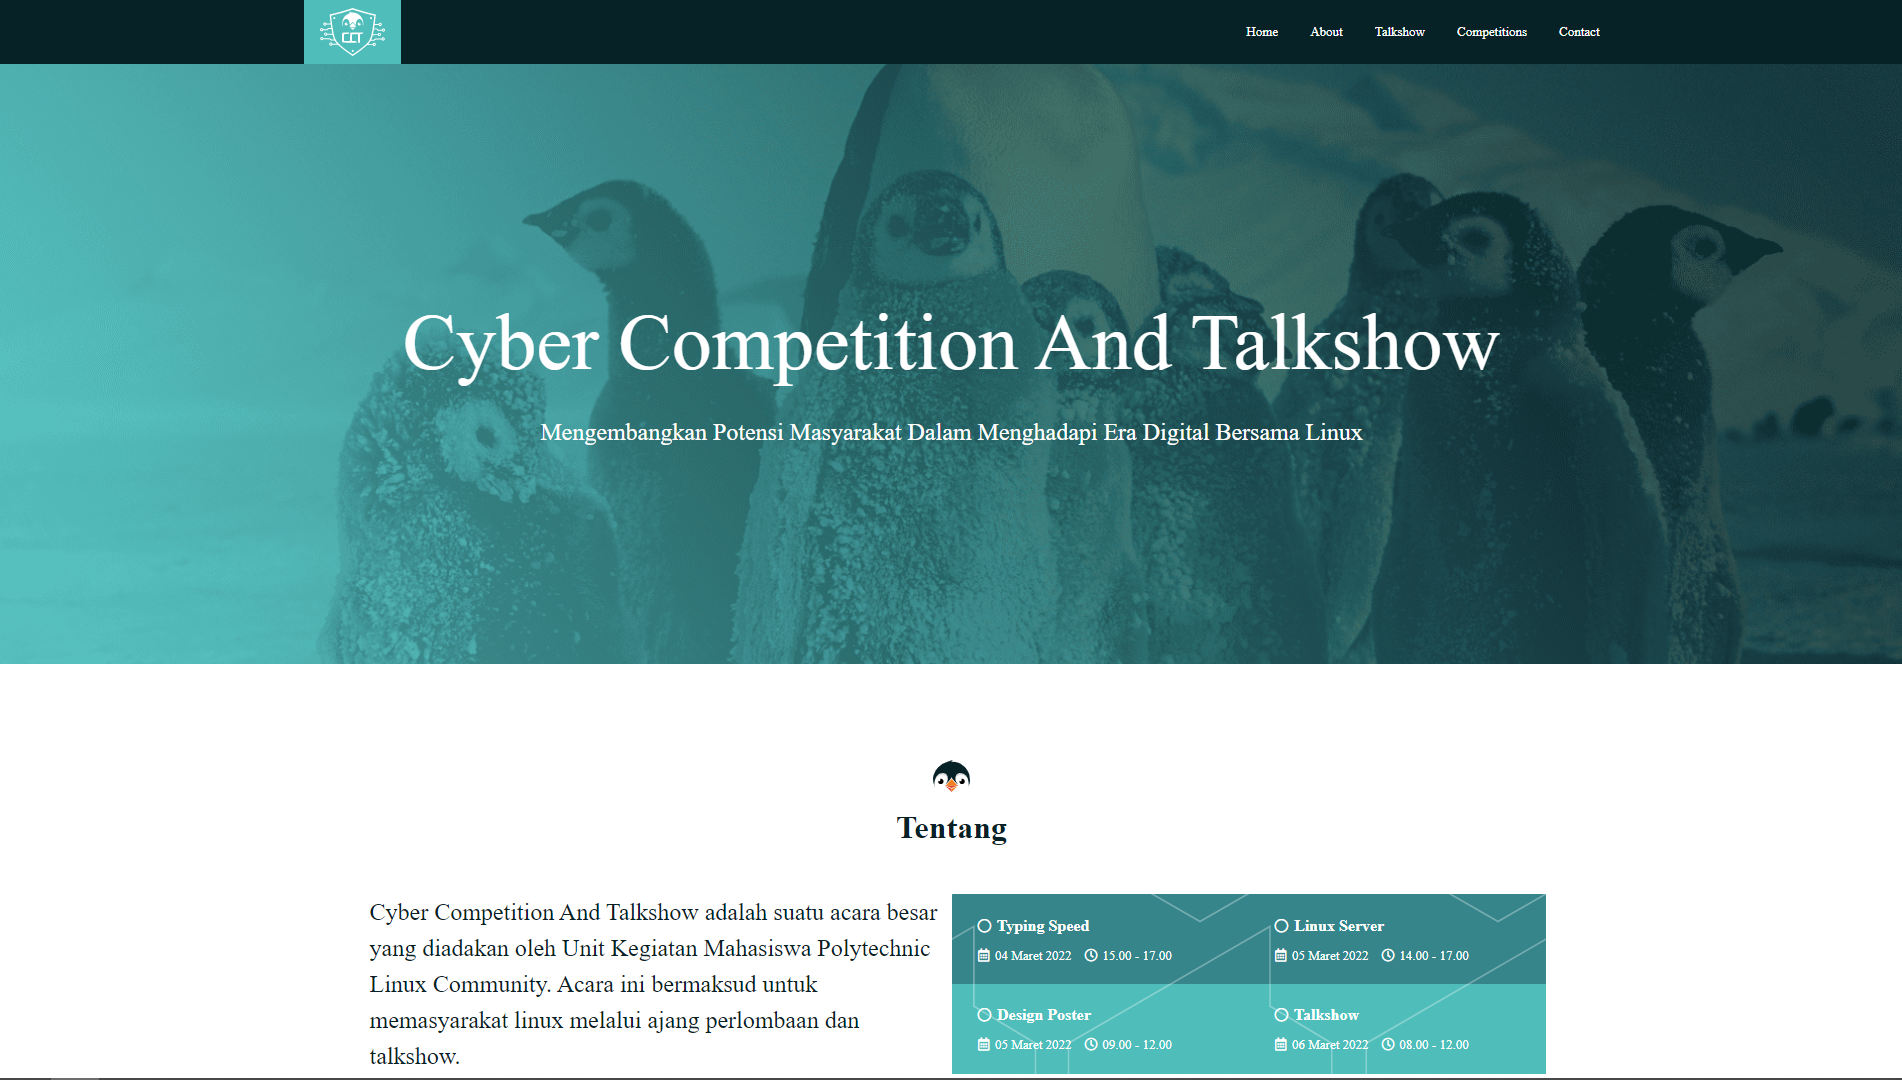 CCT
Home About Talkshow Competitions Contact
Cyber Competition And Talkshow
Mengembangkan Potensi Masyarakat Dalam Menghadapi Era Digital Bersama Linux
Tentang
Cyber Competition And Talkshow adalah suatu acara besar
yang diadakan oleh Unit Kegiatan Mahasiswa Polytechnic
Linux Community. Acara ini bermaksud untuk
memasyarakat linux melalui ajang perlombaan dan
talkshow.
Typing Speed
04 Maret 2022 15.00 - 17.00
Linux Server
05 Maret 2022 14.00 - 17.00
Design Poster
05 Maret 2022 09.00 - 12.00
Talkshow
06 Maret 2022 08.00 - 12.00